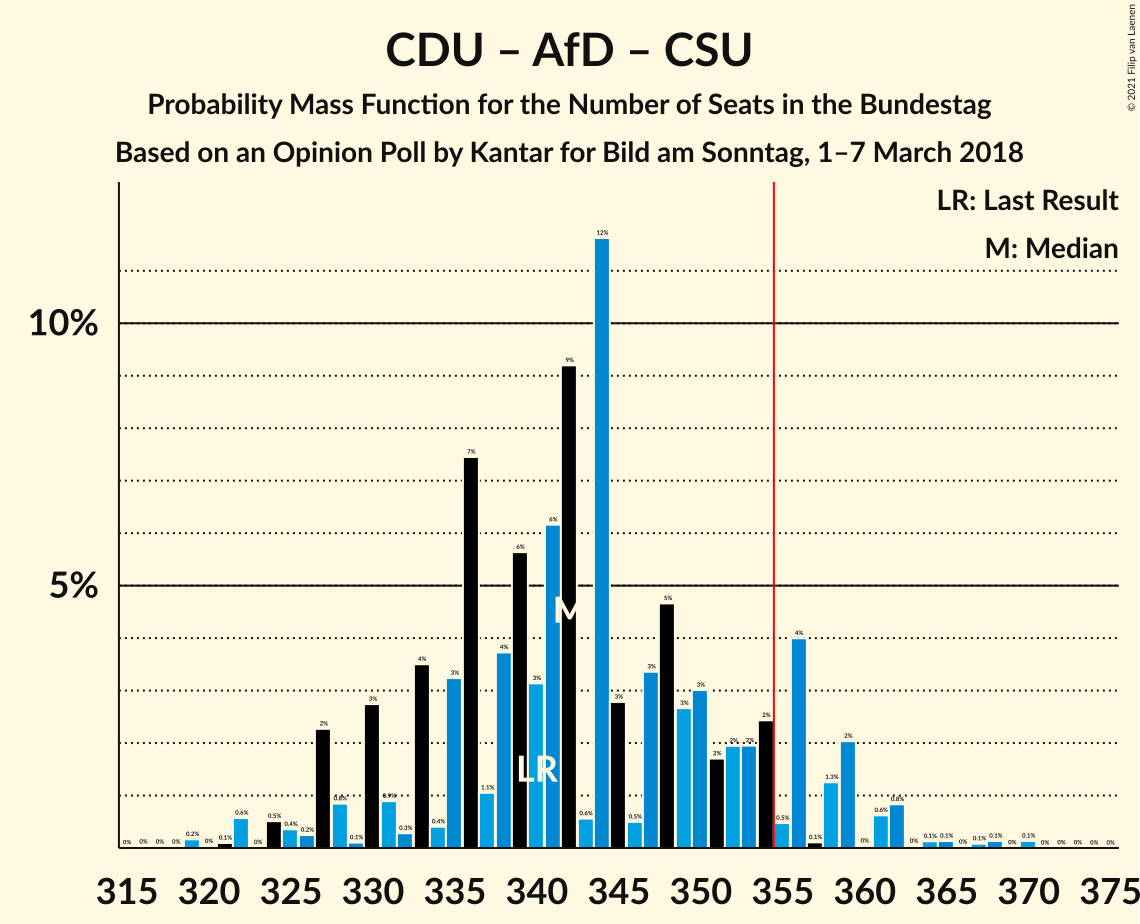 CDU – AfD – CSU
Probability Mass Function for the Number of Seats in the Bundestag
Based on an Opinion Poll by Kantar for Bild am Sonntag, 1–7 March 2018
© 2021 Filip van Laenen
LR: Last Result
M: Median
10%
5%
0% 0% 0% 0% 0.2% 0% 0.1% 0.6% 0% 0.5% 0.4% 0.2% 2% 0.8% 0.1% 3% 0.9% 0.3% 4% 0.4% 3% 7% 1.1% 4% 6% 3% 6% 9% 0.6% 12% 3% 0.5% 3% 5% 3% 3% 2% 2% 2% 2% 0.5% 4% 0.1% 1.3% 2% 0% 0.6% 0.8% 0% 0.1% 0.1% 0% 0.1% 0.1% 0% 0.1% 0% 0% 0% 0% 0%
M
LR
315 320 325 330 335 340 345 350 355 360 365 370 375